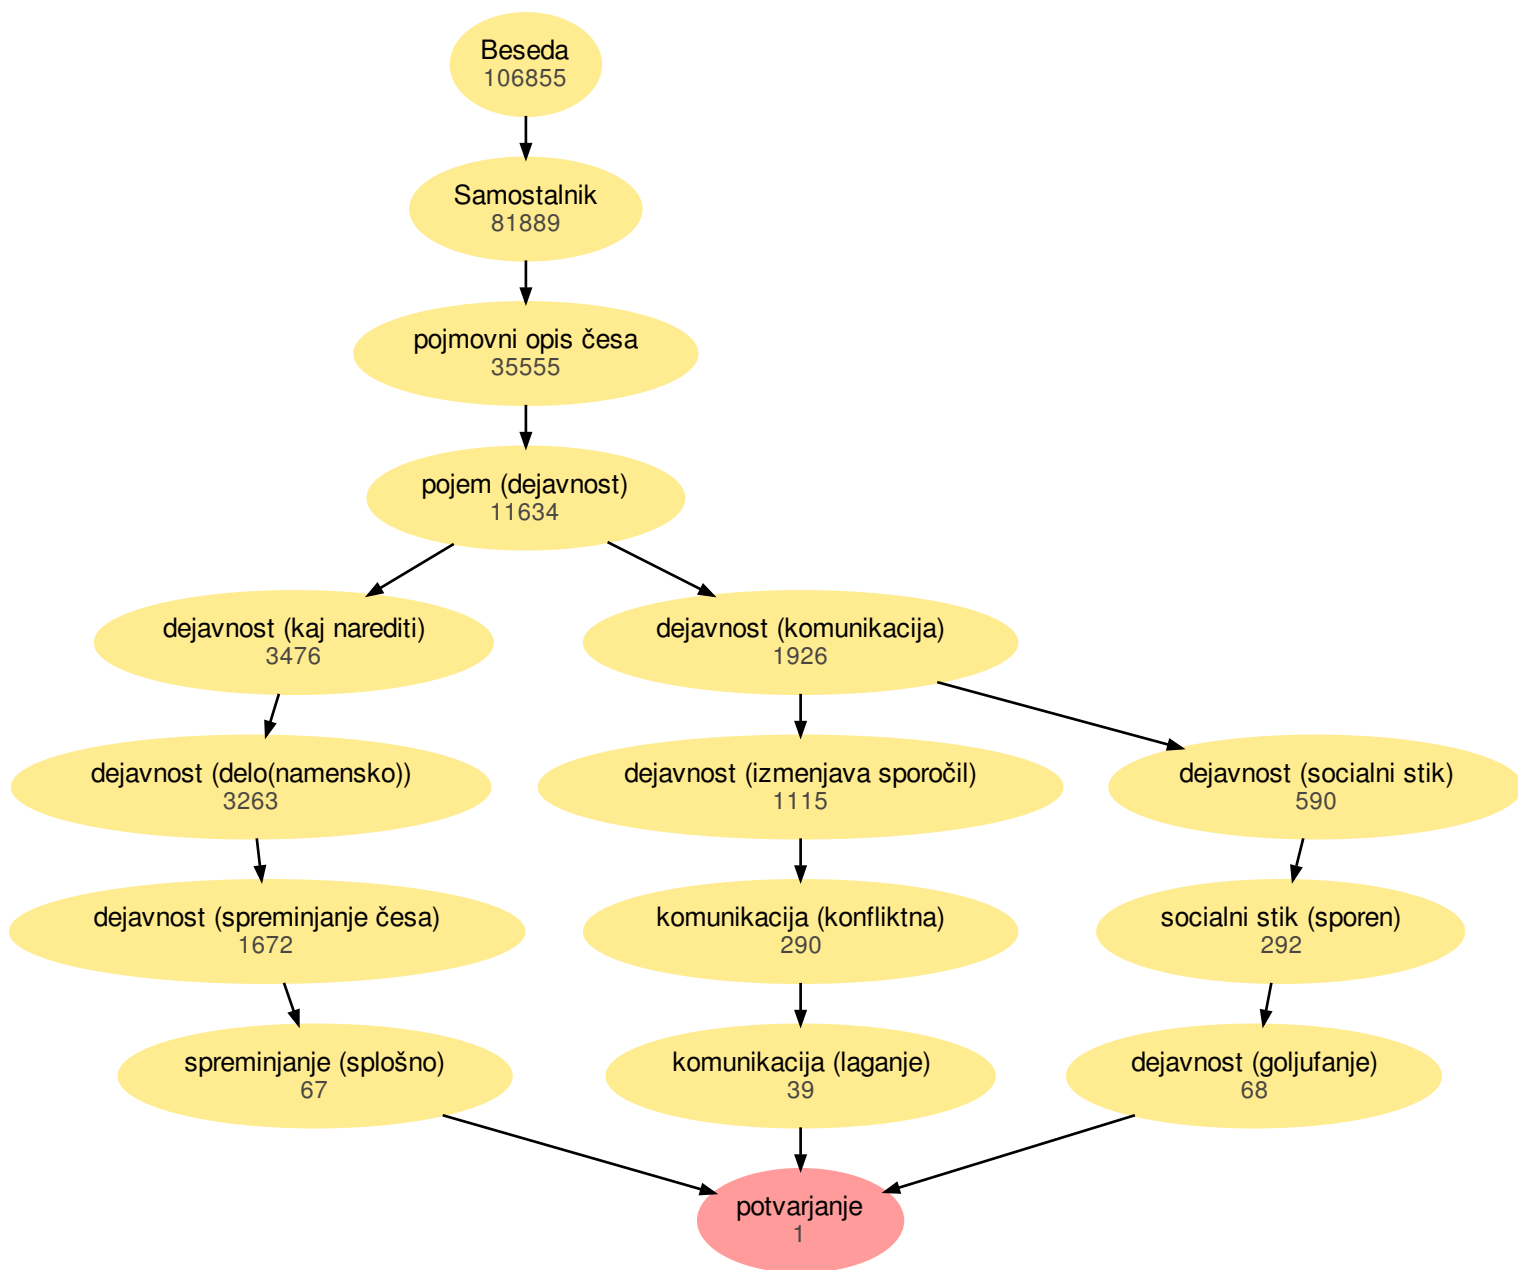 Beseda
106855
Samostalnik
81889
pojmovni opis česa
35555
pojem (dejavnost)
11634
dejavnost (kaj narediti)
3476
dejavnost (komunikacija)
1926
dejavnost (delo(namensko))
3263
dejavnost (izmenjava sporočil)
1115
dejavnost (socialni stik)
590
dejavnost (spreminjanje česa)
1672
komunikacija (konfliktna)
290
socialni stik (sporen)
292
spreminjanje (splošno)
67
komunikacija (laganje)
39
dejavnost (goljufanje)
68
potvarjanje
1